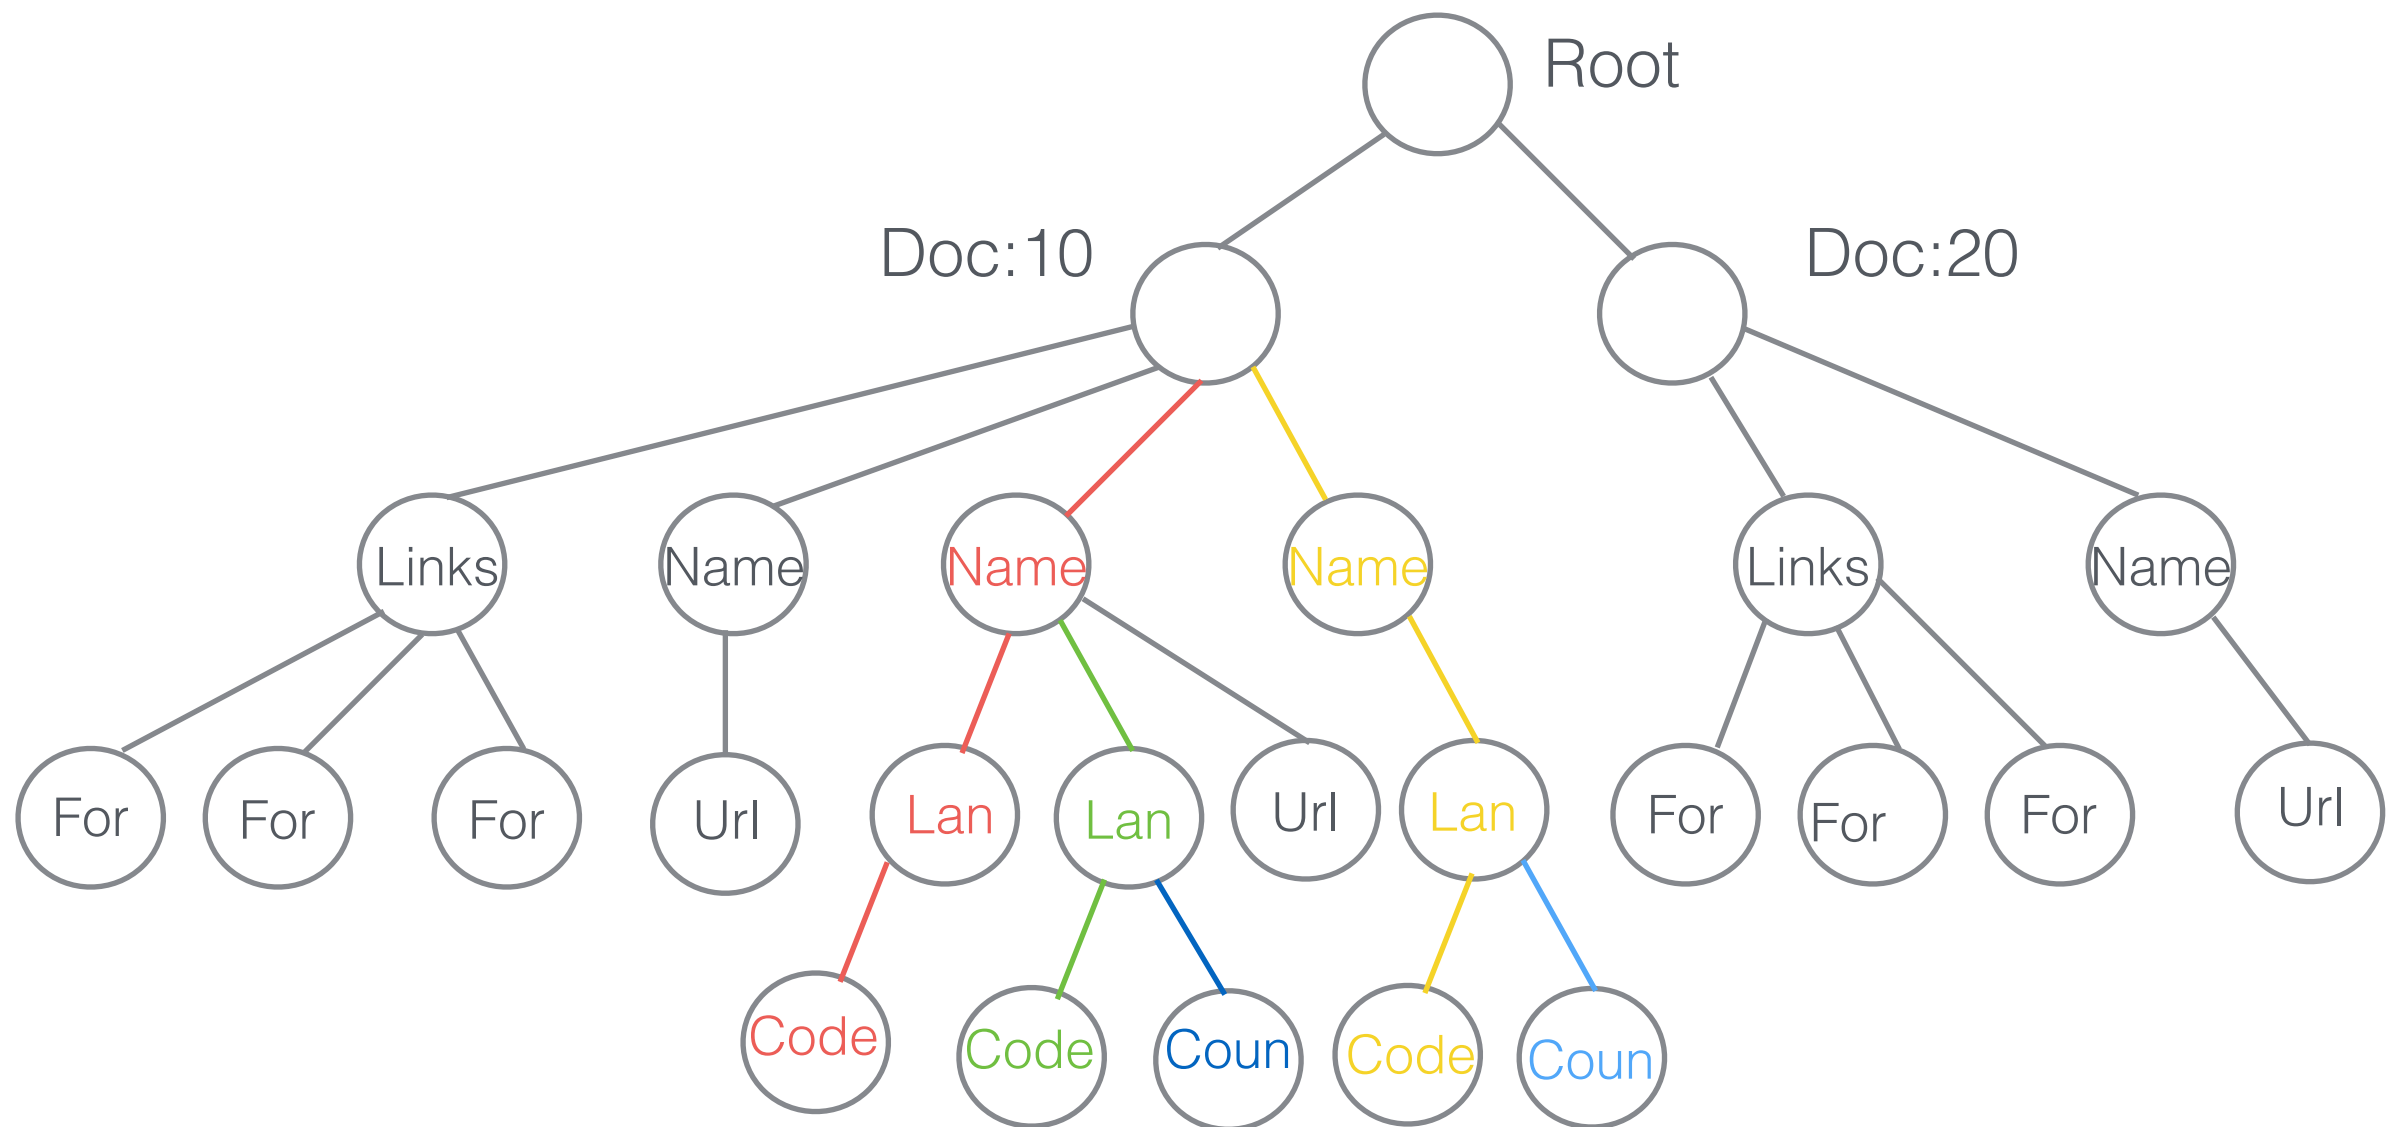 Root
Doc:10
Doc:20
Links
Name
Name
Name
Links
Name
For
For
For
Url
Lan
Lan
Url
Lan
For
For
For
Url
Code
Code
Coun
Code
Coun